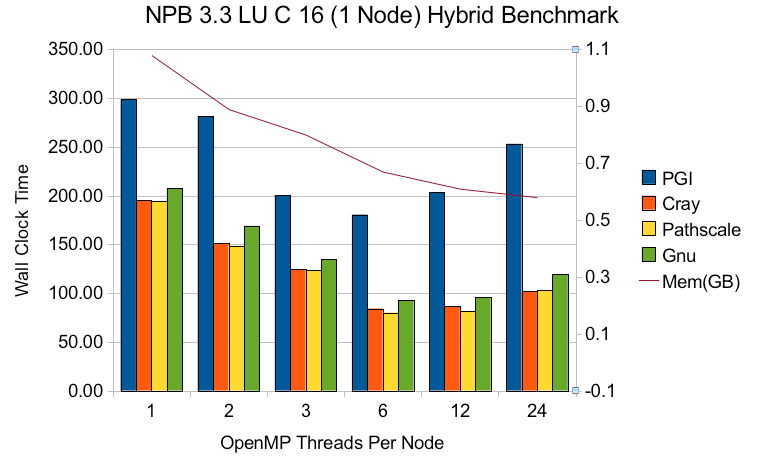 NPB 3.3 LU C 16 (1 Node) Hybrid Benchmark
350.00
300.00
250.00
200.00
150.00
100.00
50.00
0.00
Wall Clock Time
1.1
0.9
0.7
0.5
0.3
0.1
-0.1
1 2 3 6 12 24
OpenMP Threads Per Node
PGI
Cray
Pathscale
Gnu
Mem(GB)